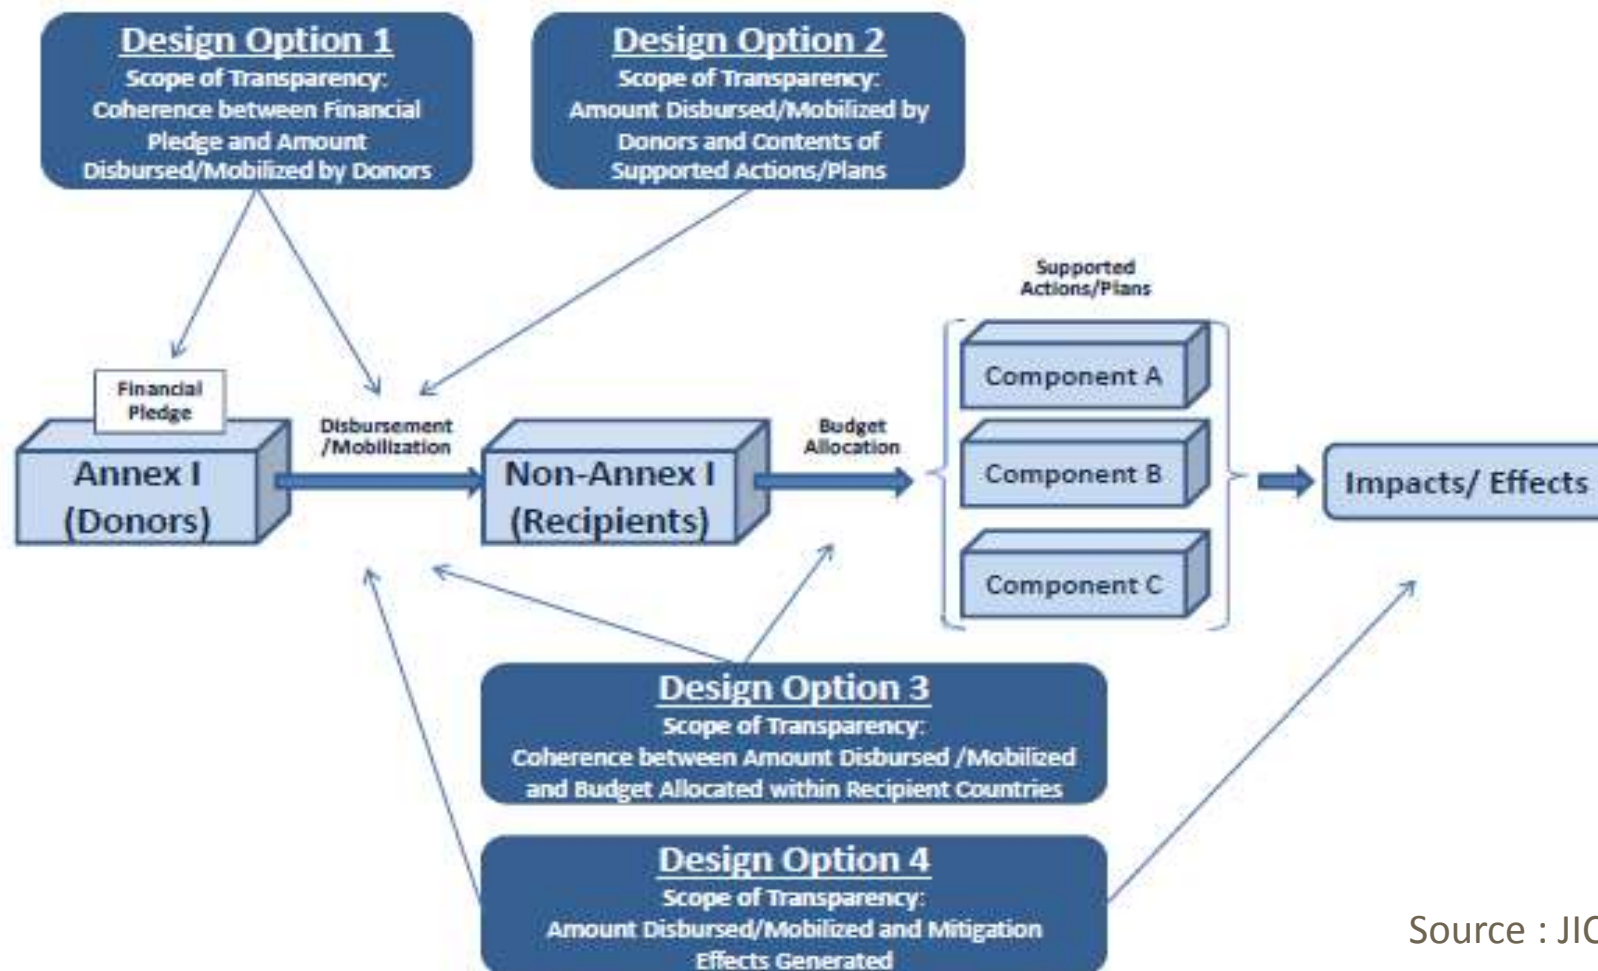 Design Option 1
Scope of Transparency:
Coherence between Financial
Pledge and Amount
Disbursed/Mobilized by Donors
Design Option 2
Scope of Transparency:
Amount Disbursed/Mobilized by
Donors and Contents of
Supported Actions/Plans
Supported
Actions/Plans
Financial
Pledge
Annex I
(Donors)
Disbursement
/Mobilization
Non-Annex I
(Recipients)
Budget
Allocation
Component A
Component B
Component C
Impacts/ Effects
Design Option 3
Scope of Transparency:
Coherence between Amount Disbursed /Mobilized
and Budget Allocated within Recipient Countries
Design Option 4
Scope of Transparency:
Amount Disbursed/Mobilized and Mitigation
Effects Generated
Source :